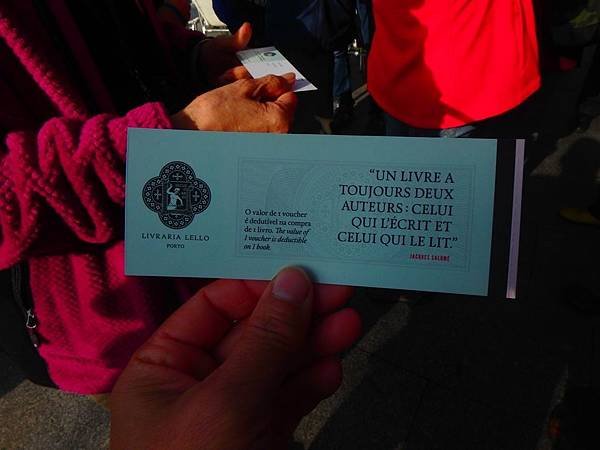 LIVRARIA LELLO
PORTO
O valor de 1 voucher
é dedutível na compra
de 1 livro. The value of
1 voucher is deductible
on 1 book.
“UN LIVRE A
TOUJOURS DEUX
AUTEURS : CELUI
QUI L'ÉCRIT ET
CELUI QUI LE LIT.”
JACQUES SALOMÉ